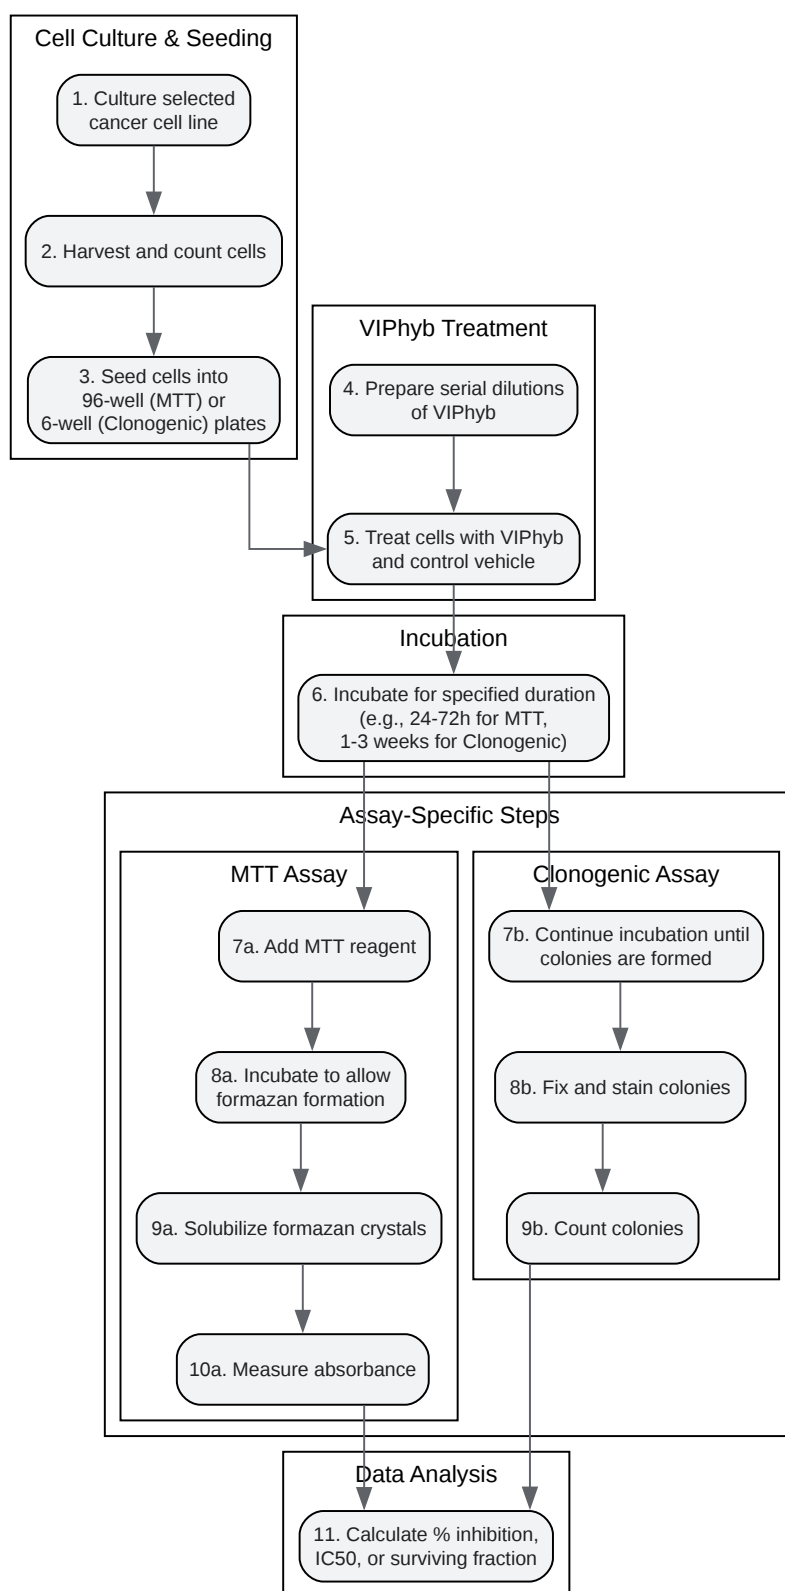 Cell Culture & Seeding
1. Culture selected
cancer cell line
2. Harvest and count cells
3. Seed cells into
96-well (MTT) or
6-well (Clonogenic) plates
VIPhyb Treatment
4. Prepare serial dilutions
of VIPhyb
5. Treat cells with VIPhyb
and control vehicle
Incubation
6. Incubate for specified duration
(e.g., 24-72h for MTT,
1-3 weeks for Clonogenic)
Assay-Specific Steps
MTT Assay
7a. Add MTT reagent
8a. Incubate to allow
formazan formation
9a. Solubilize formazan crystals
10a. Measure absorbance
Clonogenic Assay
7b. Continue incubation until
colonies are formed
8b. Fix and stain colonies
9b. Count colonies
Data Analysis
11. Calculate % inhibition,
IC50, or surviving fraction